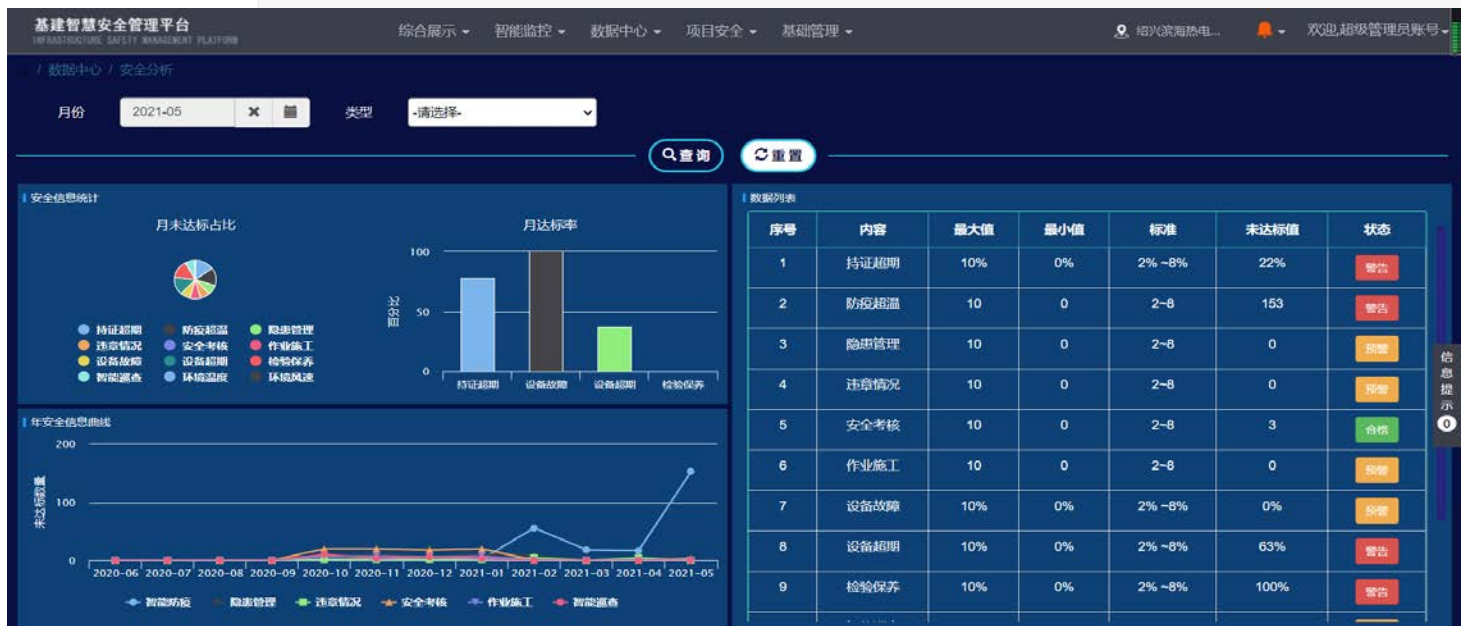 基建智慧安全管理平台
INFRASTRUCTURE SAFETY MANAGEMENT PLATFORM
综合展示 智能监控 数据中心 项目安全 基础管理
绍兴滨海热电... 欢迎,超级管理员账号
/ 数据中心 / 安全分析
月份 2021-05 类型 -请选择-
查询 重置
安全信息统计
月未达标占比
持证超期 防疫超温 隐患管理
违章情况 安全考核 作业施工
设备故障 设备超期 检验保养
智能巡查 环境温度 环境风速
月达标率
百分比
100
50
0
持证超期 设备故障 设备超期 检验保养
年安全信息曲线
未达标数量
200
100
0
2020-06 2020-07 2020-08 2020-09 2020-10 2020-11 2020-12 2021-01 2021-02 2021-03 2021-04 2021-05
智能防疫 隐患管理 违章情况 安全考核 作业施工 智能巡查
数据列表
序号 内容 最大值 最小值 标准 未达标值 状态
1 持证超期 10% 0% 2% ~8% 22% 警告
2 防疫超温 10 0 2~8 153 警告
3 隐患管理 10 0 2~8 0 预警
4 违章情况 10 0 2~8 0 预警
5 安全考核 10 0 2~8 3 合格
6 作业施工 10 0 2~8 0 预警
7 设备故障 10% 0% 2% ~8% 0% 预警
8 设备超期 10% 0% 2% ~8% 63% 警告
9 检验保养 10% 0% 2% ~8% 100% 警告
信息提示
0